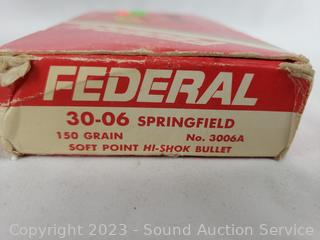 FEDERAL
30-06 SPRINGFIELD
150 GRAIN No. 3006A
SOFT POINT HI-SHOK BULLET
Copyright © 2023 - Sound Auction Service